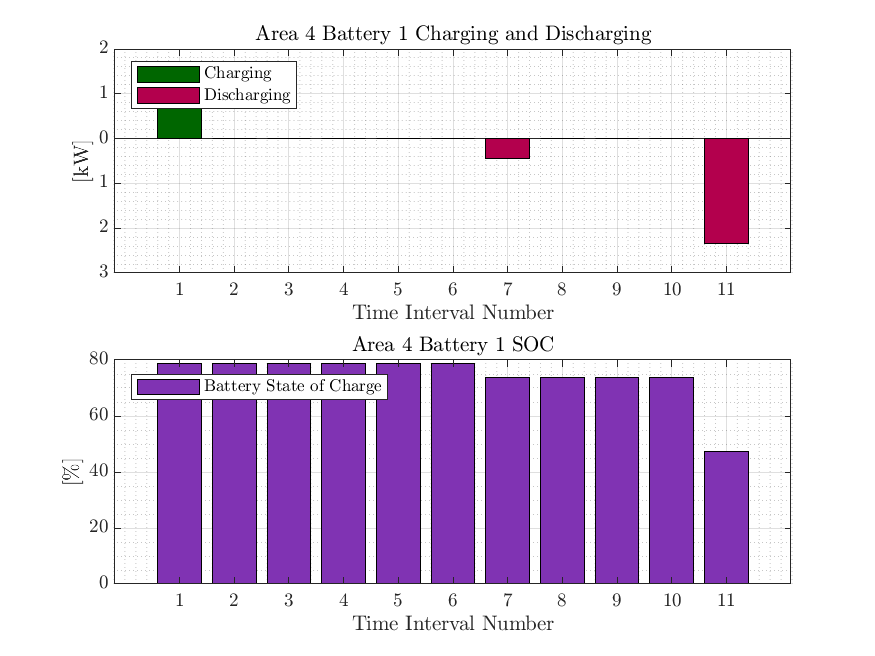 Area 4 Battery 1 Charging and Discharging
2
1
0
1
2
3
[kW]
Charging
Discharging
1 2 3 4 5 6 7 8 9 10 11
Time Interval Number
Area 4 Battery 1 SOC
80
60
40
20
0
[%]
Battery State of Charge
1 2 3 4 5 6 7 8 9 10 11
Time Interval Number